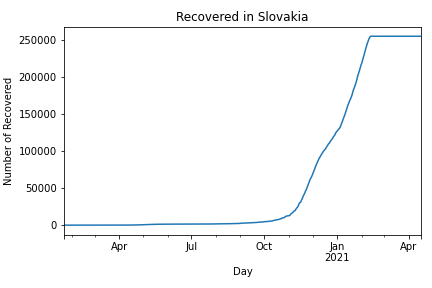 Recovered in Slovakia
Number of Recovered
250000
200000
150000
100000
50000
0
Apr Jul Oct Jan Apr
2021
Day